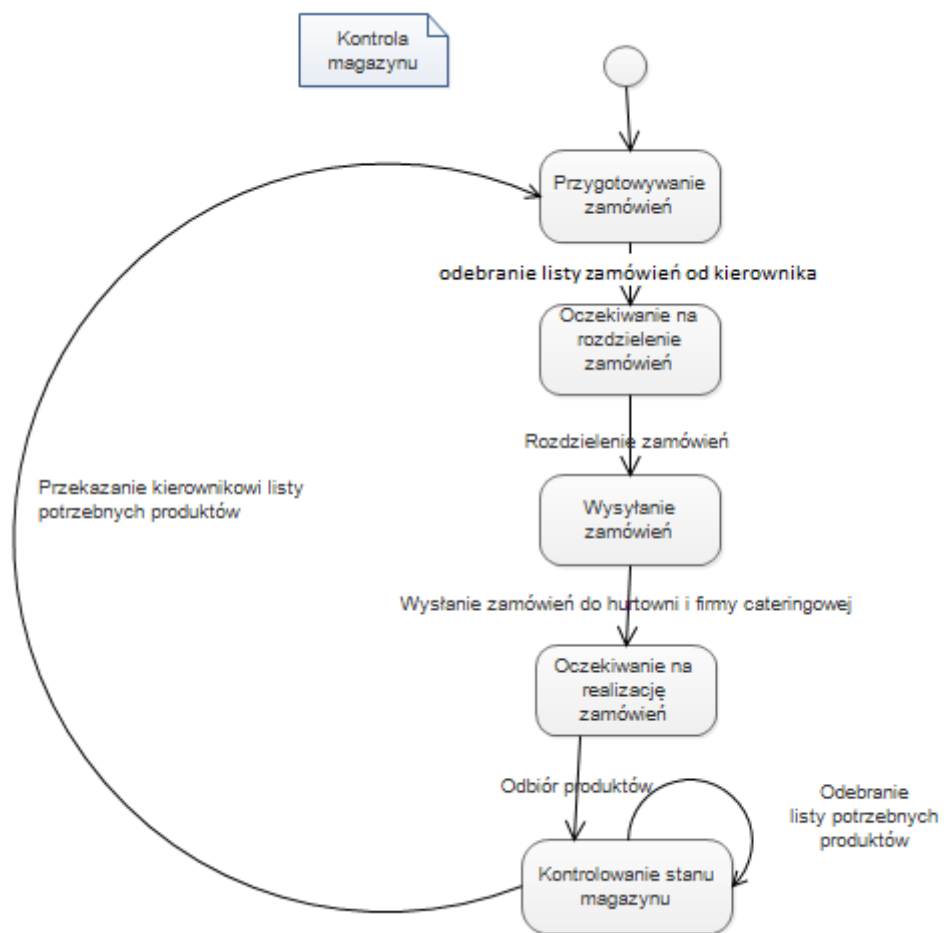 Kontrola
magazynu
Przygotowywanie
zamówień
odebranie listy zamówień od kierownika
Oczekiwanie na
rozdzielenie
zamówień
Rozdzielenie zamówień
Przekazanie kierownikowi listy
potrzebnych produktów
Wysyłanie
zamówień
Wysłanie zamówień do hurtowni i firmy cateringowej
Oczekiwanie na
realizację
zamówień
Odbiór produktów
Odebranie
listy potrzebnych
produktów
Kontrolowanie stanu
magazynu